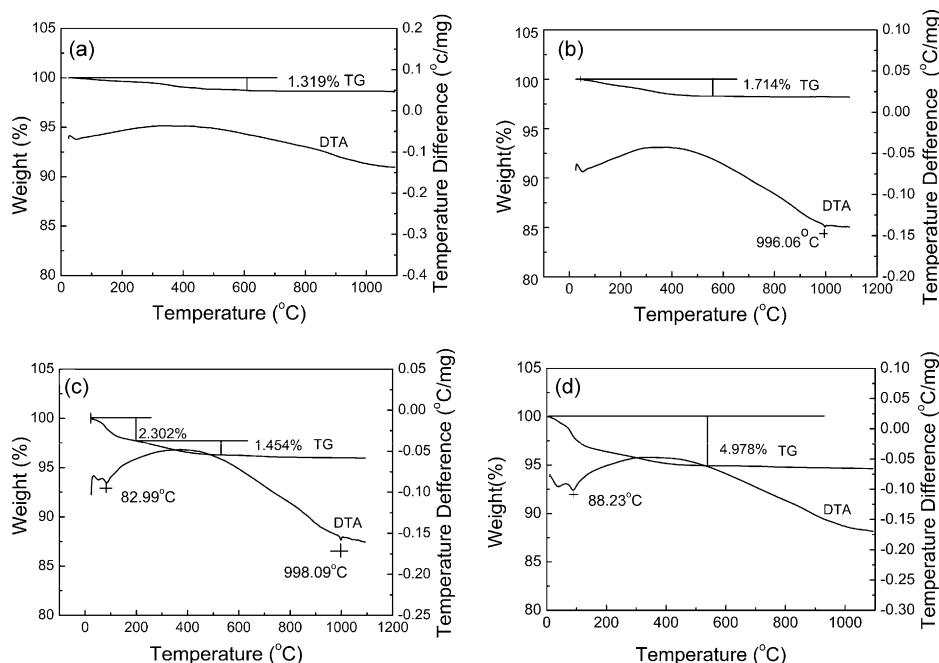 (a)
105
100
95
90
85
80
Weight (%)
0.2
0.1
0.0
-0.1
-0.2
-0.3
-0.4
Temperature Difference (°c/mg)
1.319% TG
DTA
0 200 400 600 800 1000
Temperature (°C)
(b)
105
100
95
90
85
80
Weight(%)
0.10
0.05
0.00
-0.05
-0.10
-0.15
-0.20
Temperature Defference (°C/mg)
1.714% TG
DTA
996.06°C
0 200 400 600 800 1000 1200
Temperature (°C)
(c)
105
100
95
90
85
80
Weight (%)
0.05
0.00
-0.05
-0.10
-0.15
-0.20
-0.25
Temperature Difference (°C/mg)
2.302%
1.454% TG
82.99°C
DTA
998.09°C
0 200 400 600 800 1000 1200
Temperature (°C)
(d)
105
100
95
90
85
80
Weight(%)
0.10
0.05
0.00
-0.05
-0.10
-0.15
-0.20
-0.25
-0.30
Temperature Difference (°C/mg)
4.978% TG
88.23°C
DTA
0 200 400 600 800 1000
Temperature (°C)